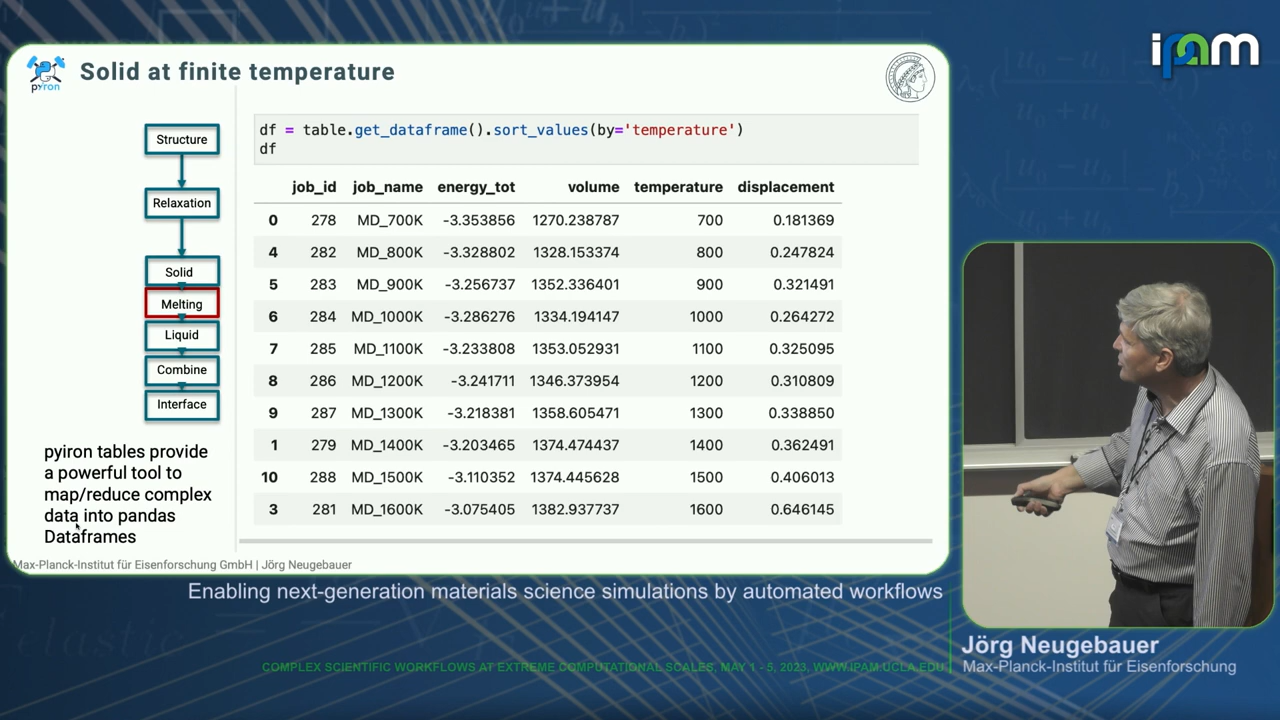 ipam
pyiron
Solid at finite temperature
Structure
Relaxation
Solid
Melting
Liquid
Combine
Interface
pyiron tables provide
a powerful tool to
map/reduce complex
data into pandas
Dataframes
df = table.get_dataframe().sort_values(by='temperature')
df
job_id job_name energy_tot volume temperature displacement
0 278 MD_700K -3.353856 1270.238787 700 0.181369
4 282 MD_800K -3.328802 1328.153374 800 0.247824
5 283 MD_900K -3.256737 1352.336401 900 0.321491
6 284 MD_1000K -3.286276 1334.194147 1000 0.264272
7 285 MD_1100K -3.233808 1353.052931 1100 0.325095
8 286 MD_1200K -3.241711 1346.373954 1200 0.310809
9 287 MD_1300K -3.218381 1358.605471 1300 0.338850
1 279 MD_1400K -3.203465 1374.474437 1400 0.362491
10 288 MD_1500K -3.110352 1374.445628 1500 0.406013
3 281 MD_1600K -3.075405 1382.937737 1600 0.646145
Max-Planck-Institut für Eisenforschung GmbH | Jörg Neugebauer
Enabling next-generation materials science simulations by automated workflows
Jörg Neugebauer
Max-Planck-Institut für Eisenforschung
COMPLEX SCIENTIFIC WORKFLOWS AT EXTREME COMPUTATIONAL SCALES, MAY 1 - 5, 2023, WWW.IPAM.UCLA.EDU
elastic